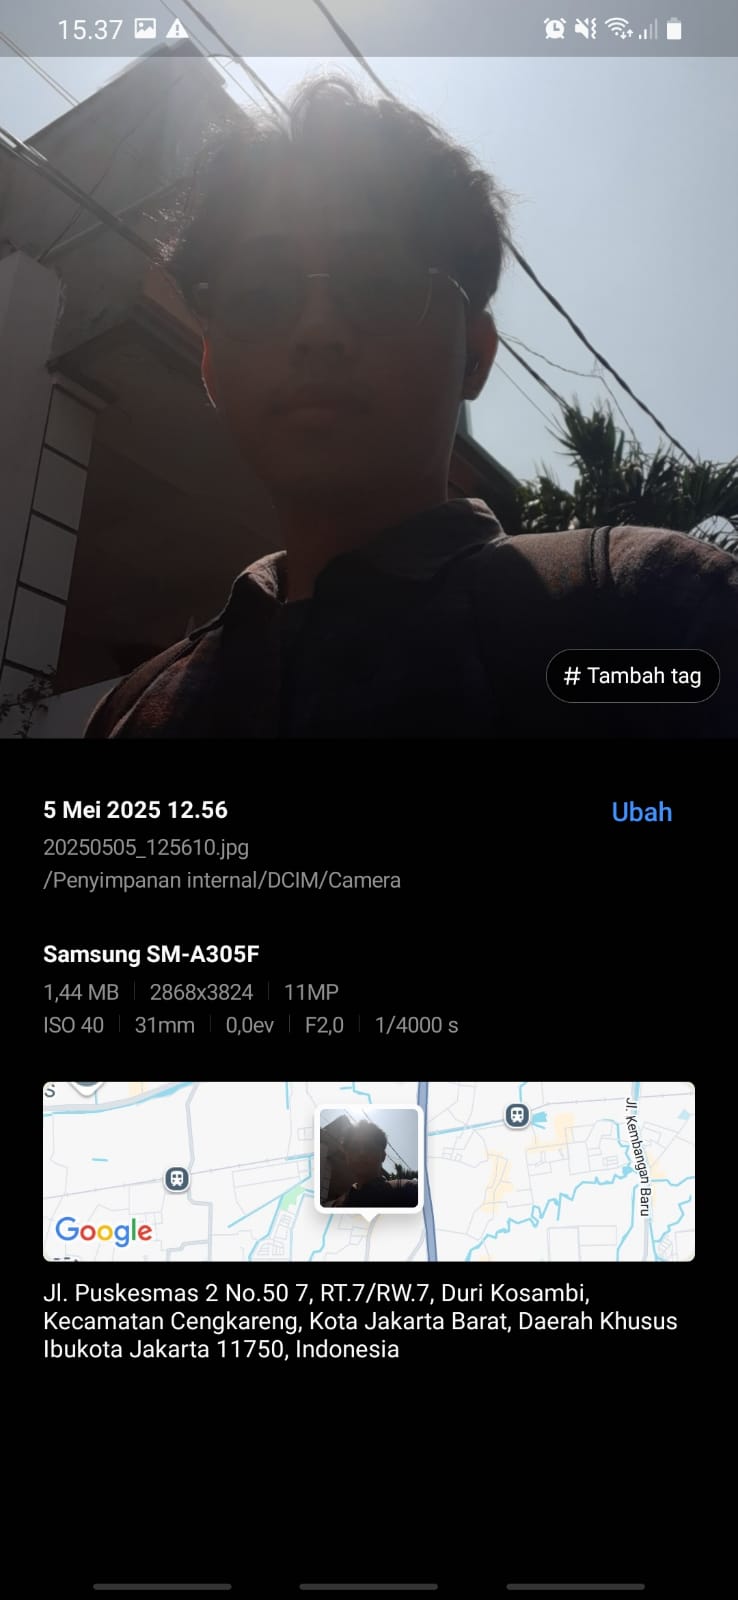 15.37
# Tambah tag
5 Mei 2025 12.56
Ubah
20250505_125610.jpg
/Penyimpanan internal/DCIM/Camera
Samsung SM-A305F
1,44 MB 2868x3824 11MP
ISO 40 31mm 0,0ev F2,0 1/4000 s
S
Jl. Kembangan Baru
Google
Jl. Puskesmas 2 No.50 7, RT.7/RW.7, Duri Kosambi,
Kecamatan Cengkareng, Kota Jakarta Barat, Daerah Khusus
Ibukota Jakarta 11750, Indonesia